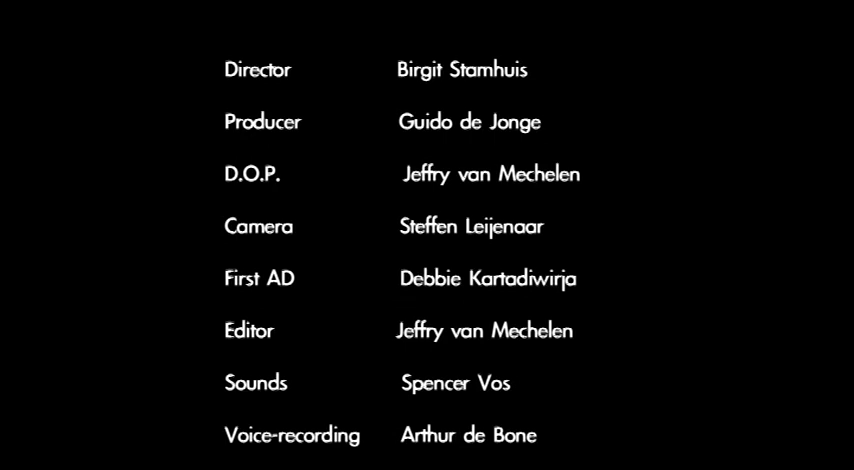 Director Birgit Stamhuis
Producer Guido de Jonge
D.O.P. Jeffry van Mechelen
Camera Steffen Leijenaar
First AD Debbie Kartadiwirja
Editor Jeffry van Mechelen
Sounds Spencer Vos
Voice-recording Arthur de Bone